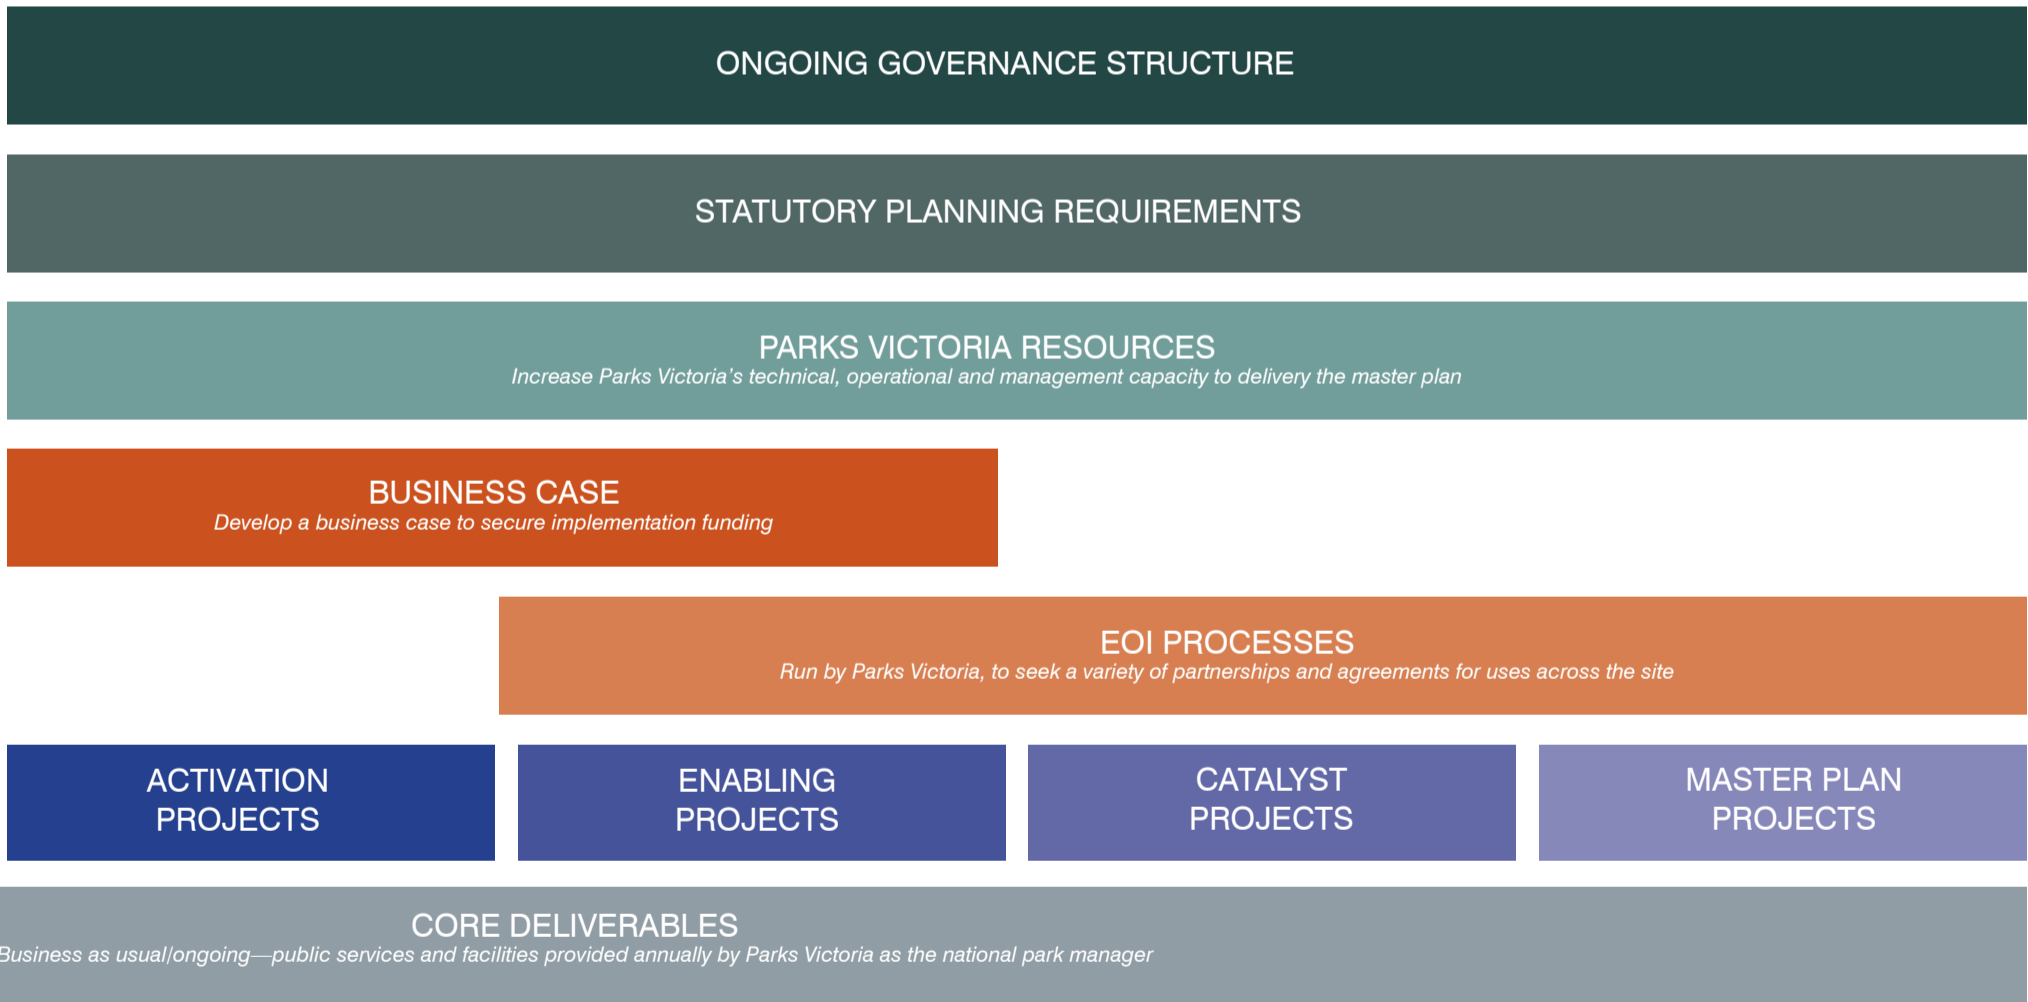 ONGOING GOVERNANCE STRUCTURE
STATUTORY PLANNING REQUIREMENTS
PARKS VICTORIA RESOURCES
Increase Parks Victoria’s technical, operational and management capacity to delivery the master plan
BUSINESS CASE
Develop a business case to secure implementation funding
EOI PROCESSES
Run by Parks Victoria, to seek a variety of partnerships and agreements for uses across the site
ACTIVATION
PROJECTS
ENABLING
PROJECTS
CATALYST
PROJECTS
MASTER PLAN
PROJECTS
CORE DELIVERABLES
Business as usual/ongoing—public services and facilities provided annually by Parks Victoria as the national park manager